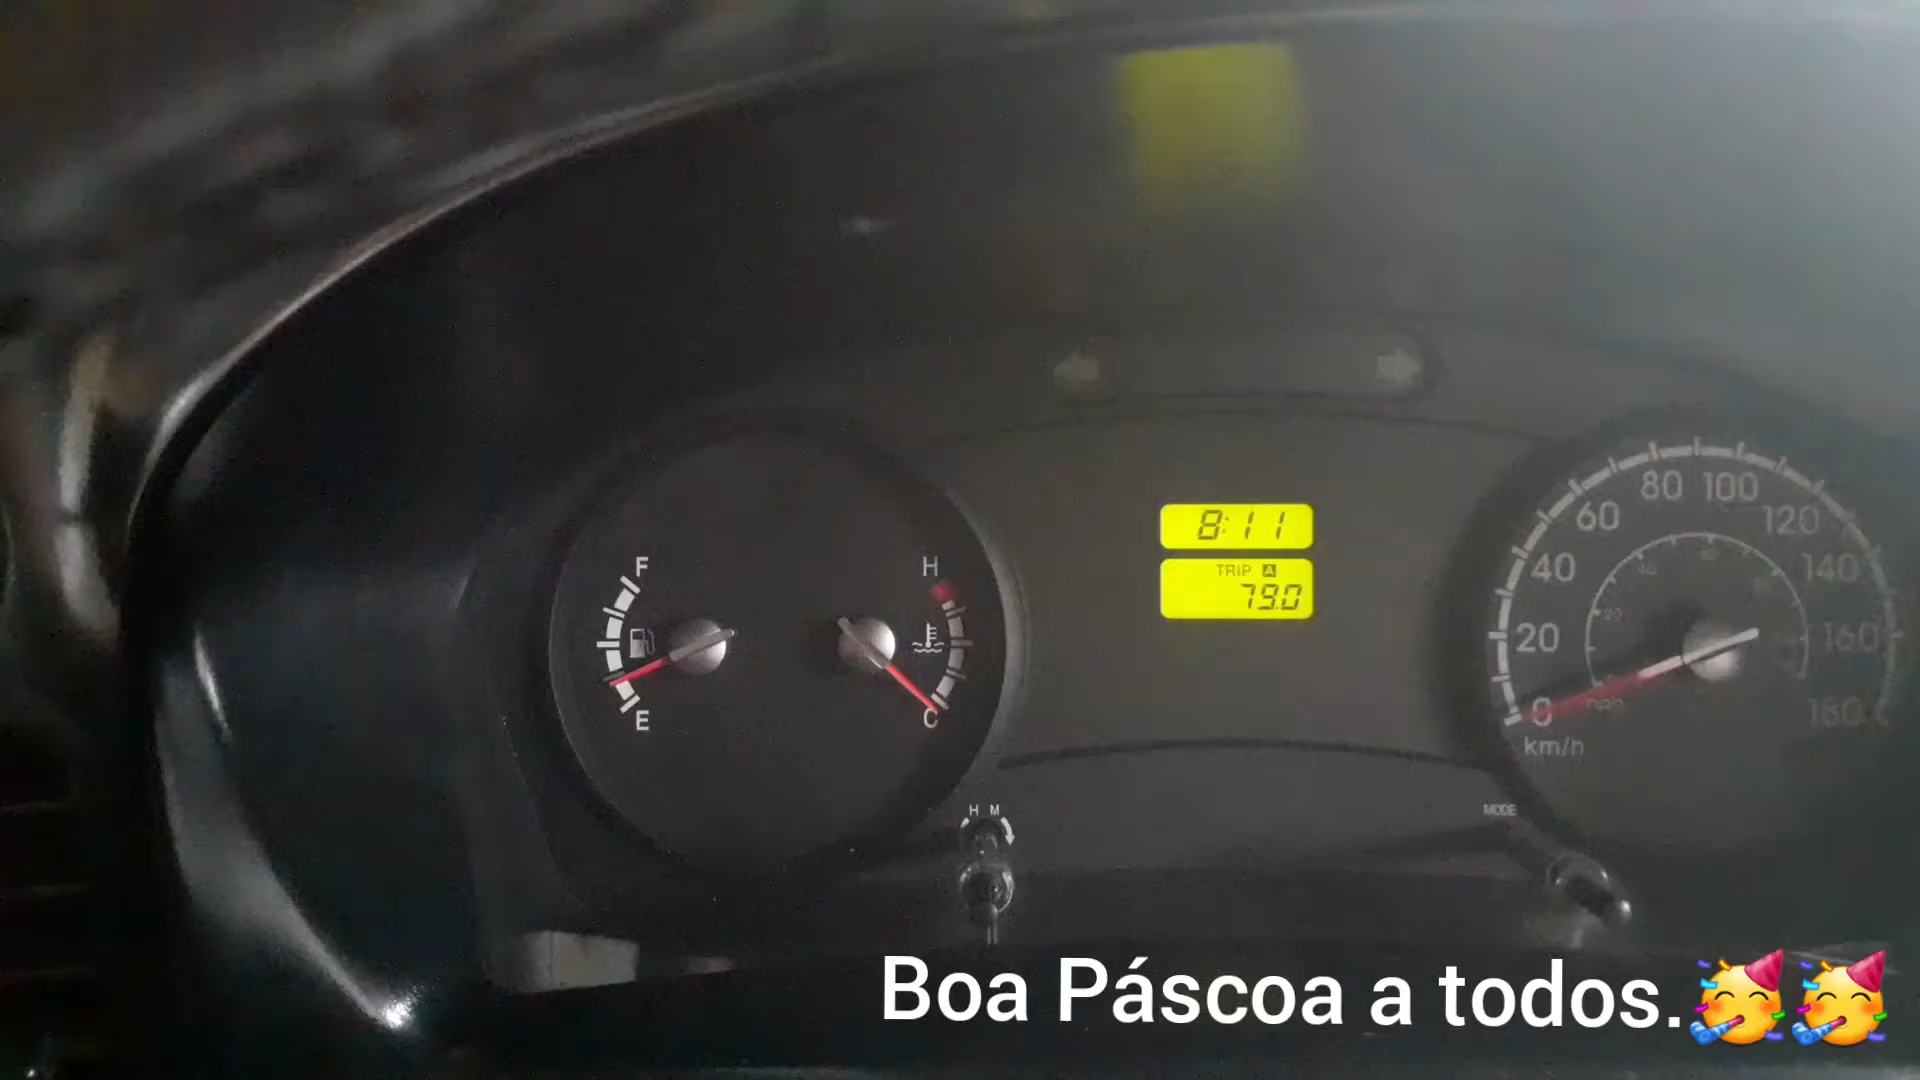 80 100
60 120
8:11
F H 40 140
TRIP A
79.0
20 160
E C 0 180
km/h
H M MODE
Boa Páscoa a todos.🥳🥳